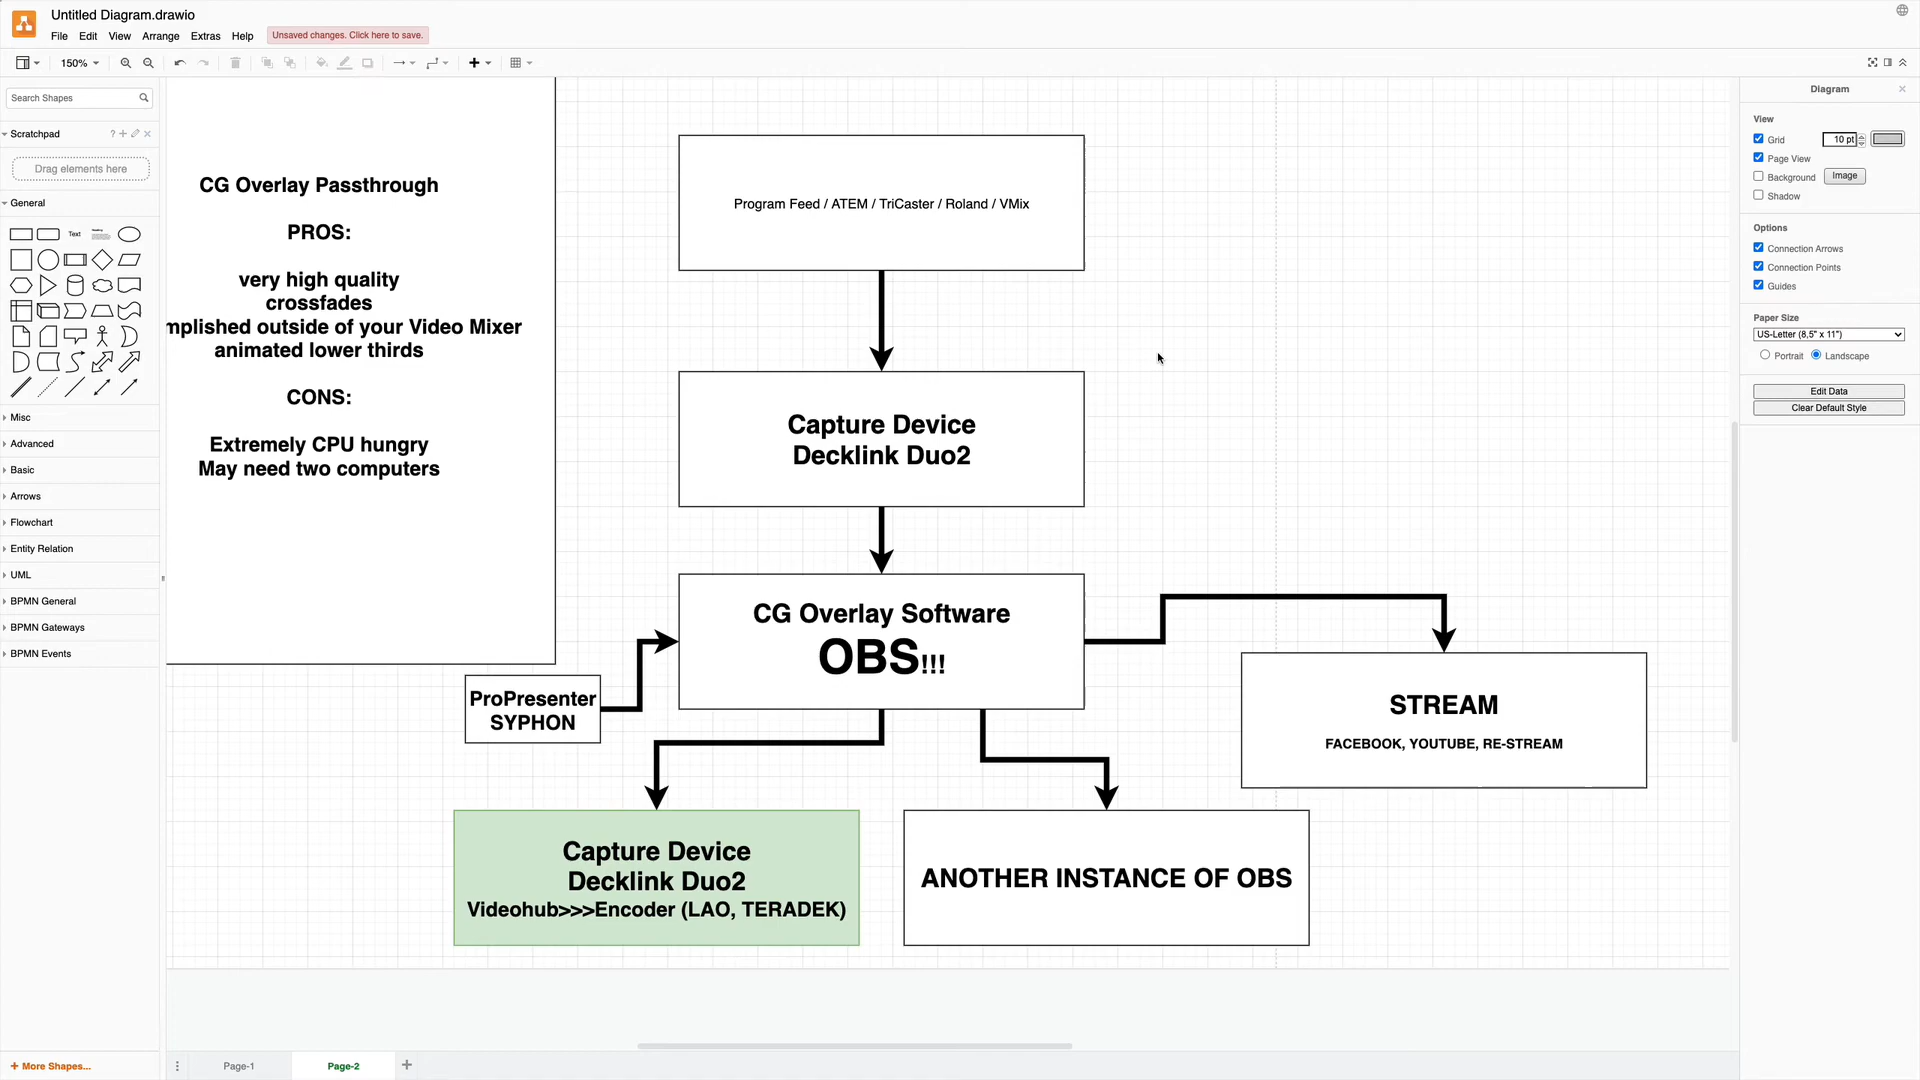 Untitled Diagram.drawio
File Edit View Arrange Extras Help Unsaved changes. Click here to save.
150%
Search Shapes
Scratchpad ?
Drag elements here
General
Text
Heading
Misc
Advanced
Basic
Arrows
Flowchart
Entity Relation
UML
BPMN General
BPMN Gateways
BPMN Events
+ More Shapes...
CG Overlay Passthrough
PROS:
very high quality
crossfades
mplished outside of your Video Mixer
animated lower thirds
CONS:
Extremely CPU hungry
May need two computers
Program Feed / ATEM / TriCaster / Roland / VMix
Capture Device
Decklink Duo2
CG Overlay Software
OBS!!!
ProPresenter
SYPHON
STREAM
FACEBOOK, YOUTUBE, RE-STREAM
Capture Device
Decklink Duo2
Videohub>>>Encoder (LAO, TERADEK)
ANOTHER INSTANCE OF OBS
Page-1 Page-2
Diagram
View
Grid 10 pt
Page View
Background Image
Shadow
Options
Connection Arrows
Connection Points
Guides
Paper Size
US-Letter (8,5" x 11")
Portrait Landscape
Edit Data
Clear Default Style